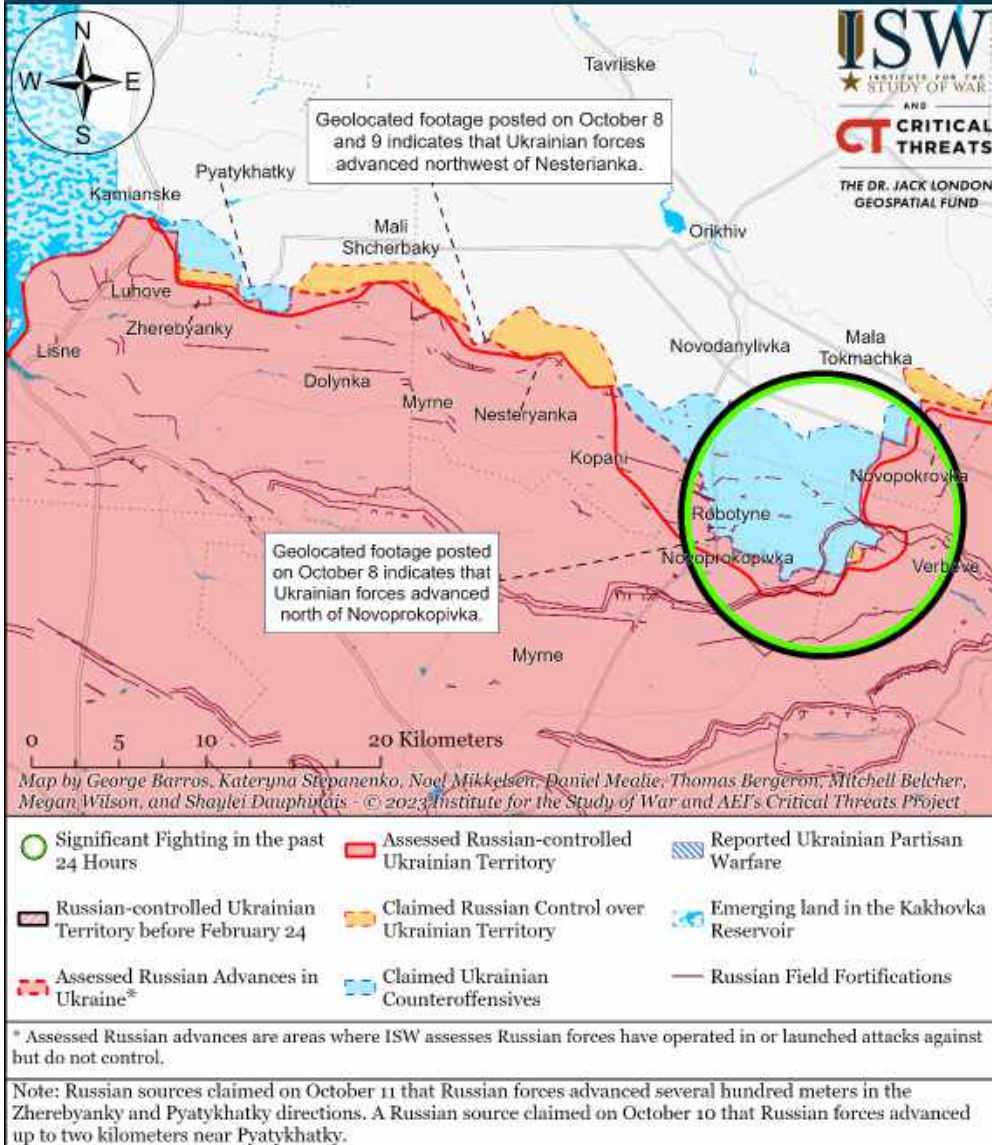 N
W E
S
ISW
INSTITUTE FOR THE
STUDY OF WAR
AND
CT CRITICAL
THREATS
THE DR. JACK LONDON
GEOSPATIAL FUND
Tavriiske
Geolocated footage posted on October 8
and 9 indicates that Ukrainian forces
advanced northwest of Nesterianka.
Pyatykhatky
Kamianske
Mali
Shcherbaky
Orikhiv
Luhove
Zherebyanky
Lisne
Dolynka
Myrne
Nesteryanka
Novodanylivka
Mala
Tokmachka
Kopani
Novopokrovka
Robotyne
Novoprokopivka
Verbove
Geolocated footage posted
on October 8 indicates that
Ukrainian forces advanced
north of Novoprokopivka.
Myrne
0 5 10 20 Kilometers
Map by George Barros, Kateryna Stepanenko, Noel Mikkelsen, Daniel Mealie, Thomas Bergeron, Mitchell Belcher,
Megan Wilson, and Shaylei Dauphinais - © 2023 Institute for the Study of War and AEI's Critical Threats Project
Significant Fighting in the past
24 Hours
Assessed Russian-controlled
Ukrainian Territory
Reported Ukrainian Partisan
Warfare
Russian-controlled Ukrainian
Territory before February 24
Claimed Russian Control over
Ukrainian Territory
Emerging land in the Kakhovka
Reservoir
Assessed Russian Advances in
Ukraine*
Claimed Ukrainian
Counteroffensives
Russian Field Fortifications
* Assessed Russian advances are areas where ISW assesses Russian forces have operated in or launched attacks against
but do not control.
Note: Russian sources claimed on October 11 that Russian forces advanced several hundred meters in the
Zherebyanky and Pyatykhatky directions. A Russian source claimed on October 10 that Russian forces advanced
up to two kilometers near Pyatykhatky.